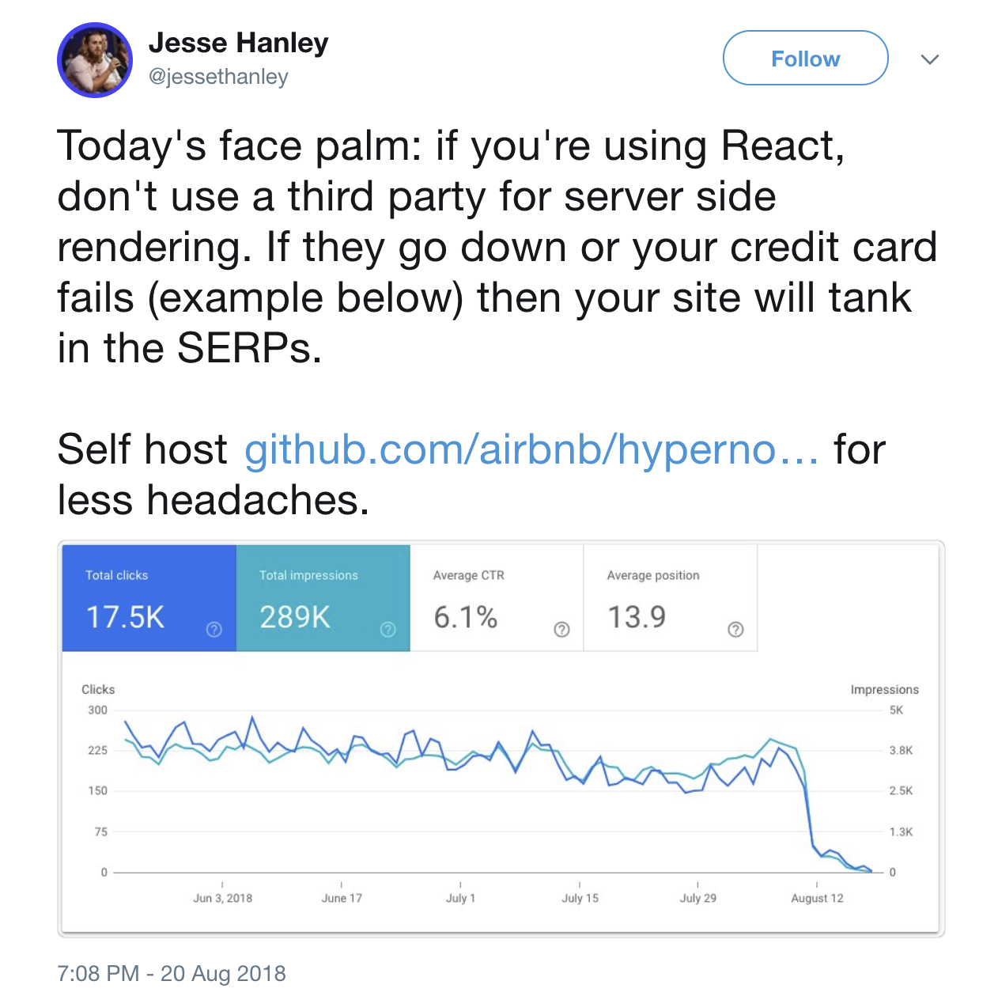 Jesse Hanley
@jessethanley
Follow
Today's face palm: if you're using React,
don't use a third party for server side
rendering. If they go down or your credit card
fails (example below) then your site will tank
in the SERPs.
Self host github.com/airbnb/hyperno… for
less headaches.
Total clicks
17.5K
Total impressions
289K
Average CTR
6.1%
Average position
13.9
Clicks
Impressions
300
5K
225
3.8K
150
2.5K
75
1.3K
0
0
Jun 3, 2018
June 17
July 1
July 15
July 29
August 12
7:08 PM - 20 Aug 2018